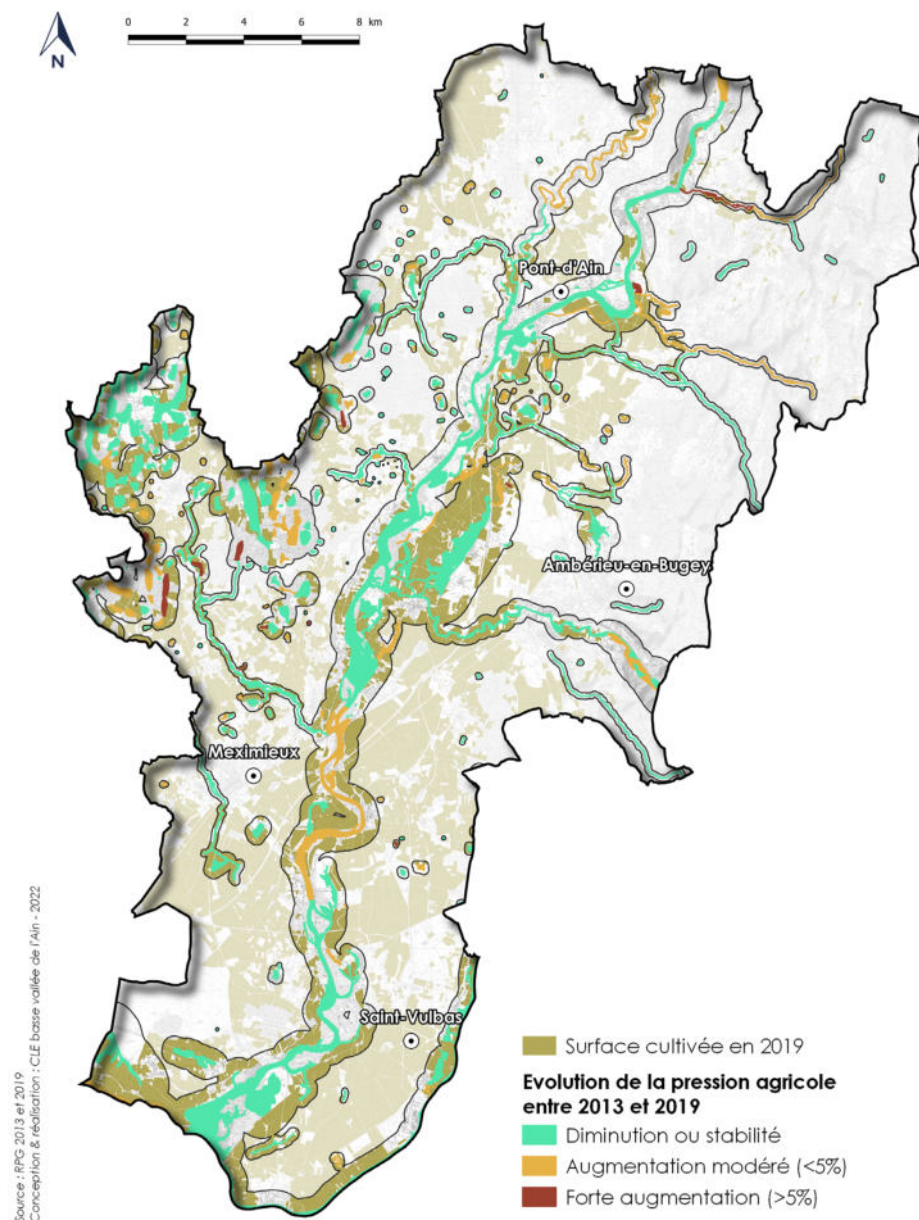 0 2 4 6 8 km
N
Pont-d'Ain
Ambérieu-en-Bugey
Meximieux
Saint-Vulbas
Source : RPG 2013 et 2019
Conception & réalisation : CLE basse vallée de l'Ain - 2022
Surface cultivée en 2019
Evolution de la pression agricole
entre 2013 et 2019
Diminution ou stabilité
Augmentation modéré (<5%)
Forte augmentation (>5%)